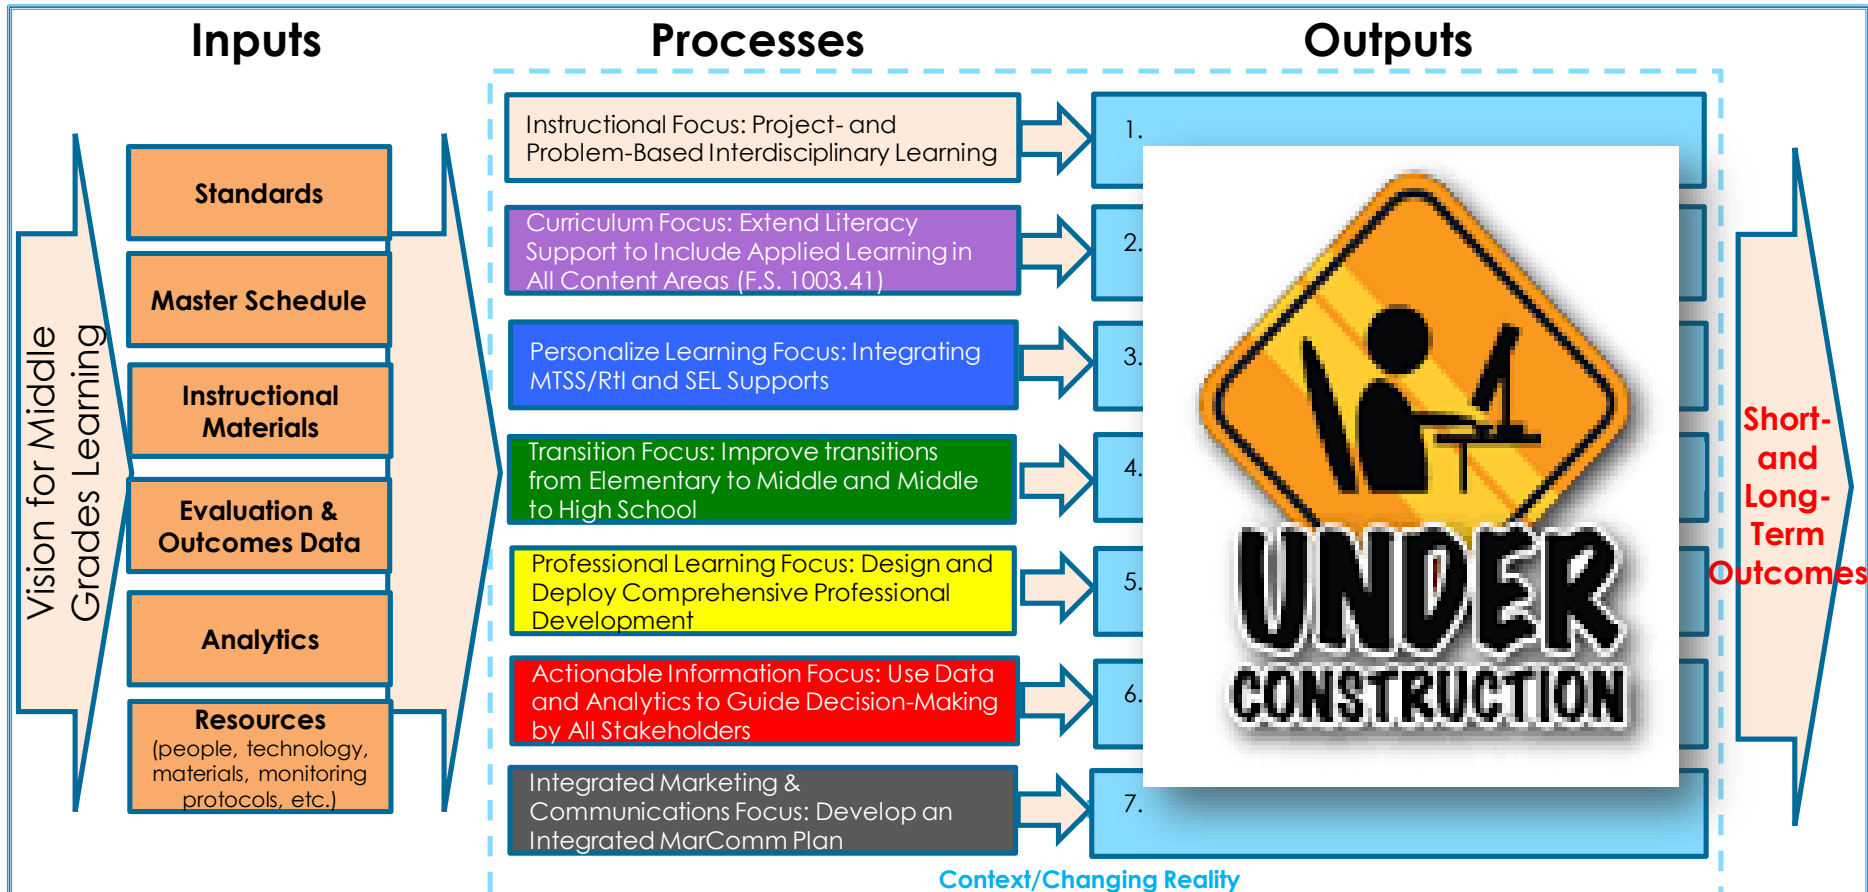 Inputs
Processes
Outputs
Vision for Middle
Grades Learning
Standards
Master Schedule
Instructional
Materials
Evaluation &
Outcomes Data
Analytics
Resources
(people, technology,
materials, monitoring
protocols, etc.)
Instructional Focus: Project- and
Problem-Based Interdisciplinary Learning
Curriculum Focus: Extend Literacy
Support to Include Applied Learning in
All Content Areas (F.S. 1003.41)
Personalize Learning Focus: Integrating
MTSS/RtI and SEL Supports
Transition Focus: Improve transitions
from Elementary to Middle and Middle
to High School
Professional Learning Focus: Design and
Deploy Comprehensive Professional
Development
Actionable Information Focus: Use Data
and Analytics to Guide Decision-Making
by All Stakeholders
Integrated Marketing &
Communications Focus: Develop an
Integrated MarComm Plan
1.
2.
3.
4.
5.
6.
7.
UNDER
CONSTRUCTION
Short-
and
Long-
Term
Outcomes
Context/Changing Reality